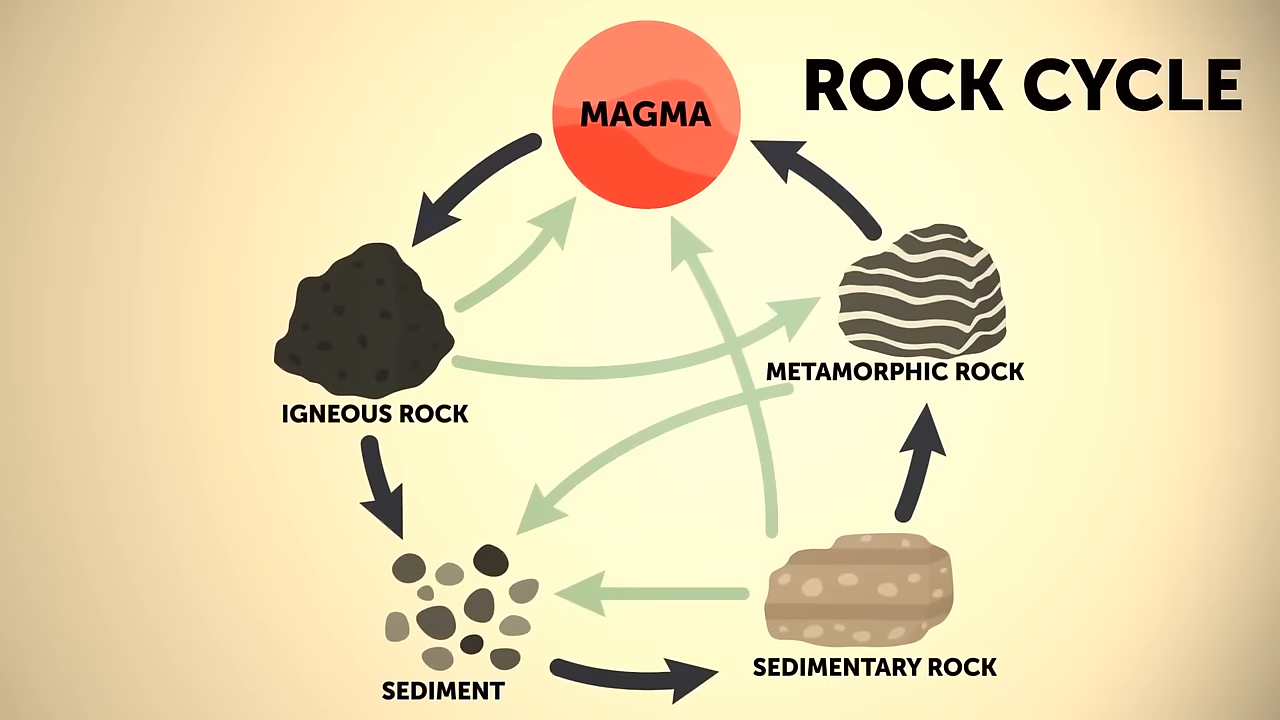 ROCK CYCLE
MAGMA
METAMORPHIC ROCK
IGNEOUS ROCK
SEDIMENTARY ROCK
SEDIMENT